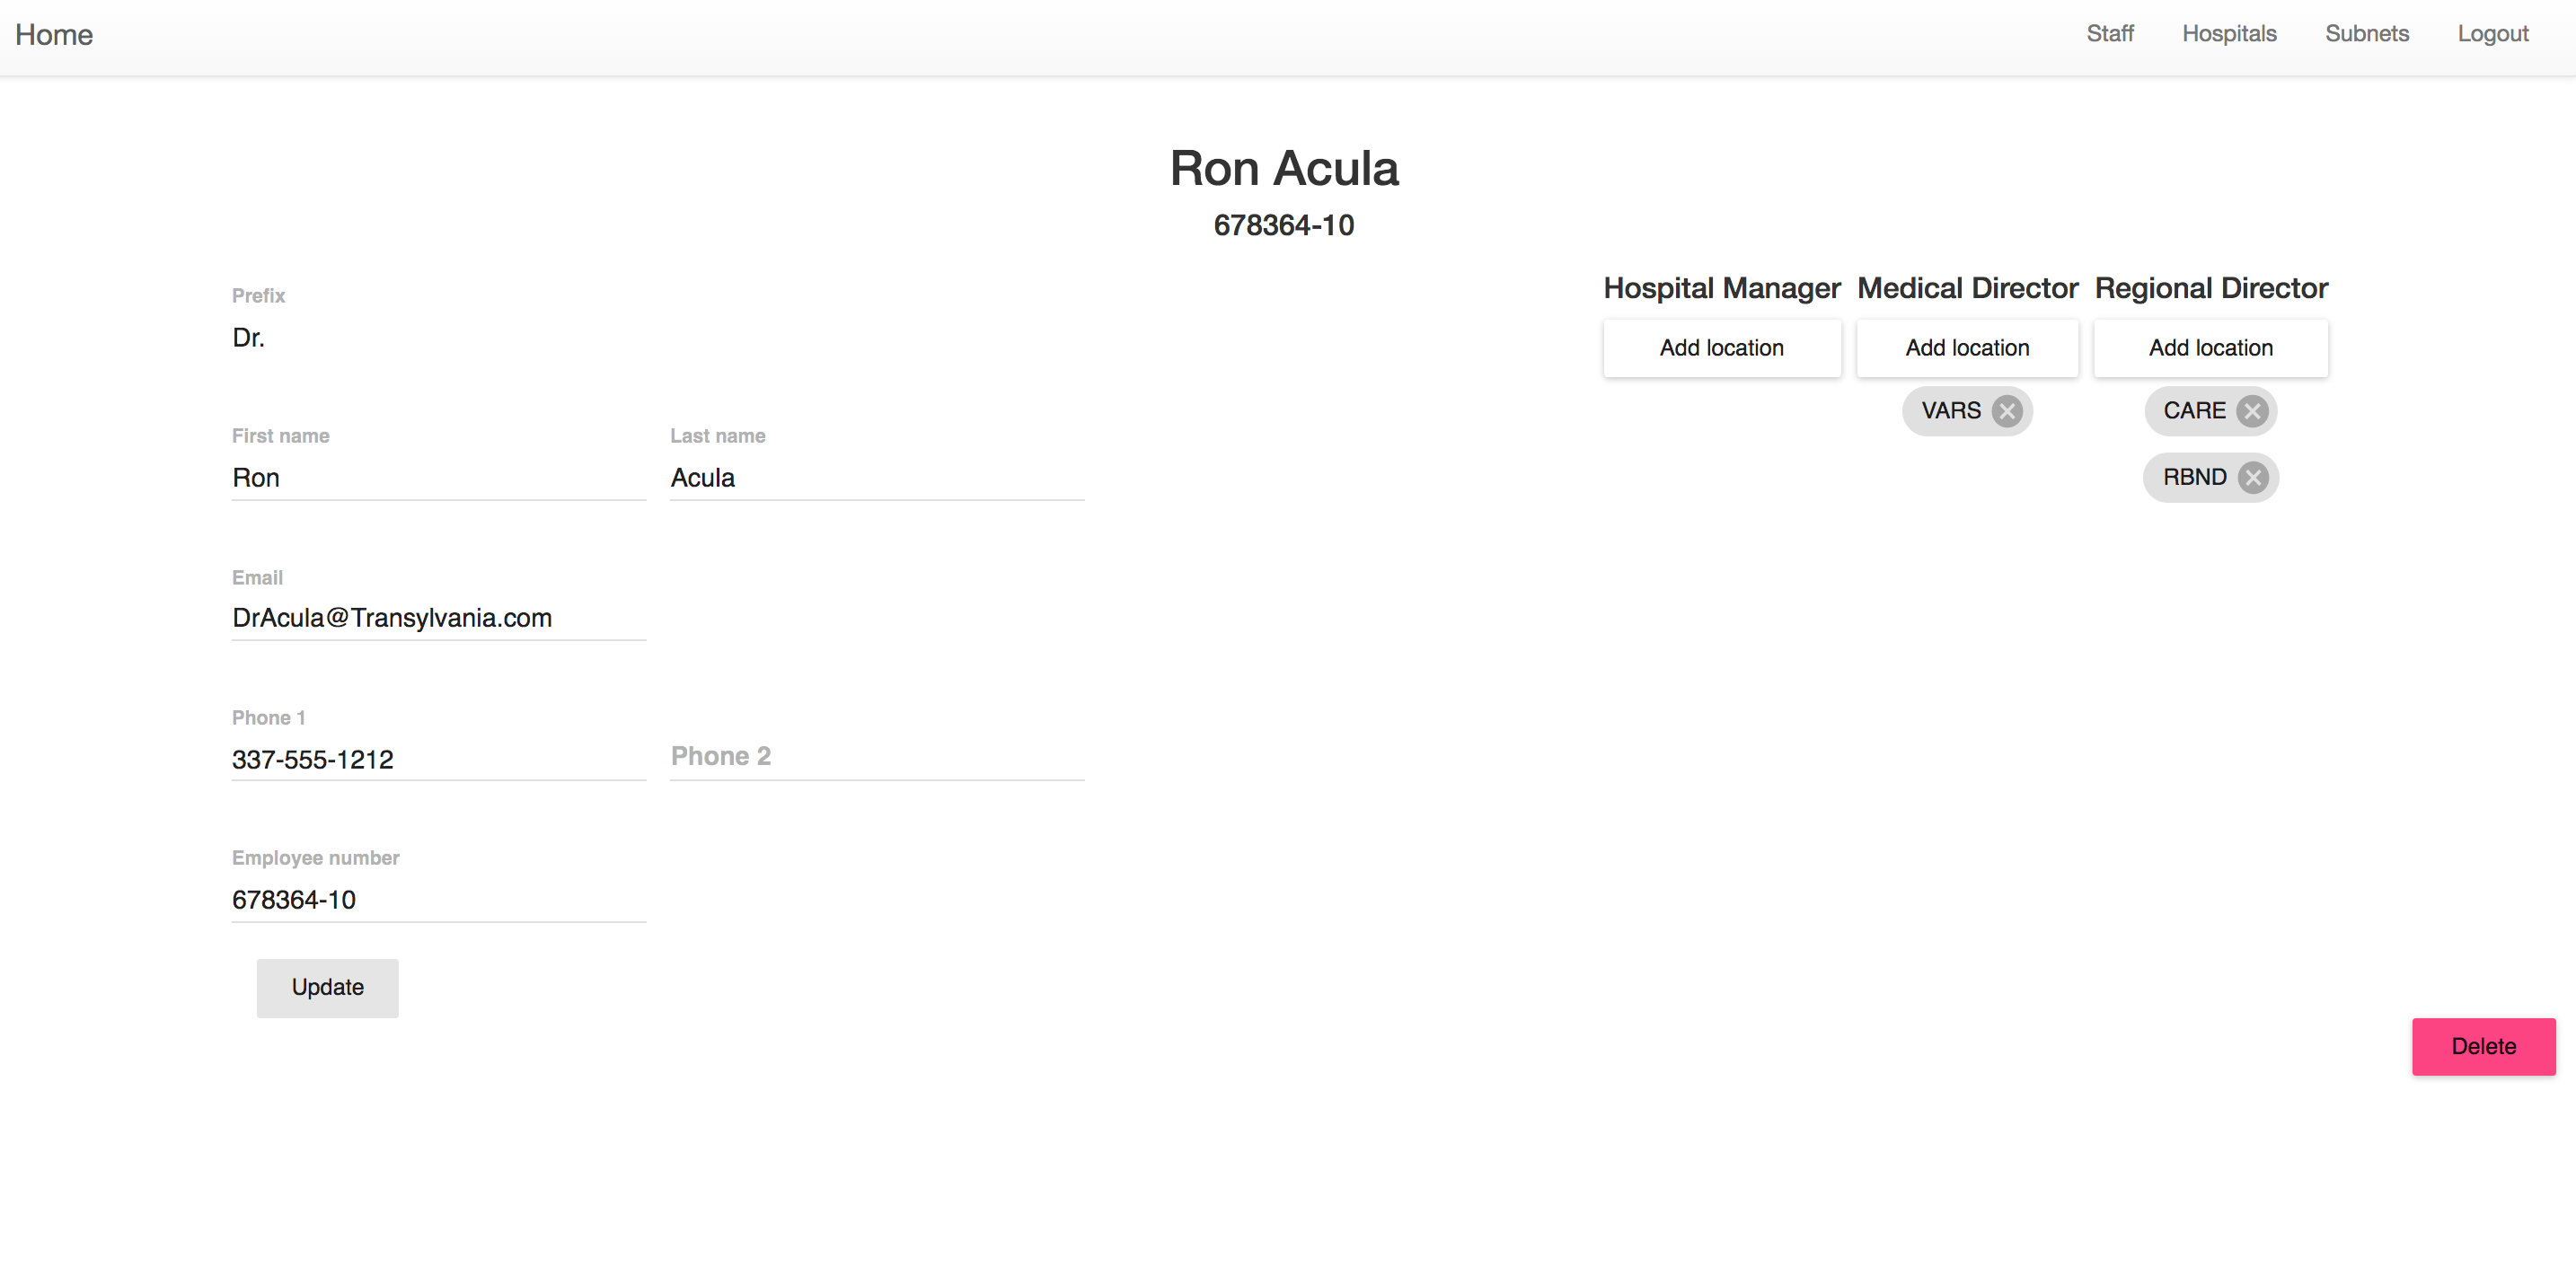 Home Staff Hospitals Subnets Logout
Ron Acula
678364-10
Prefix
Dr.
First name Last name
Ron Acula
Email
DrAcula@Transylvania.com
Phone 1
337-555-1212 Phone 2
Employee number
678364-10
Update
Hospital Manager Medical Director Regional Director
Add location Add location Add location
VARS CARE
RBND
Delete